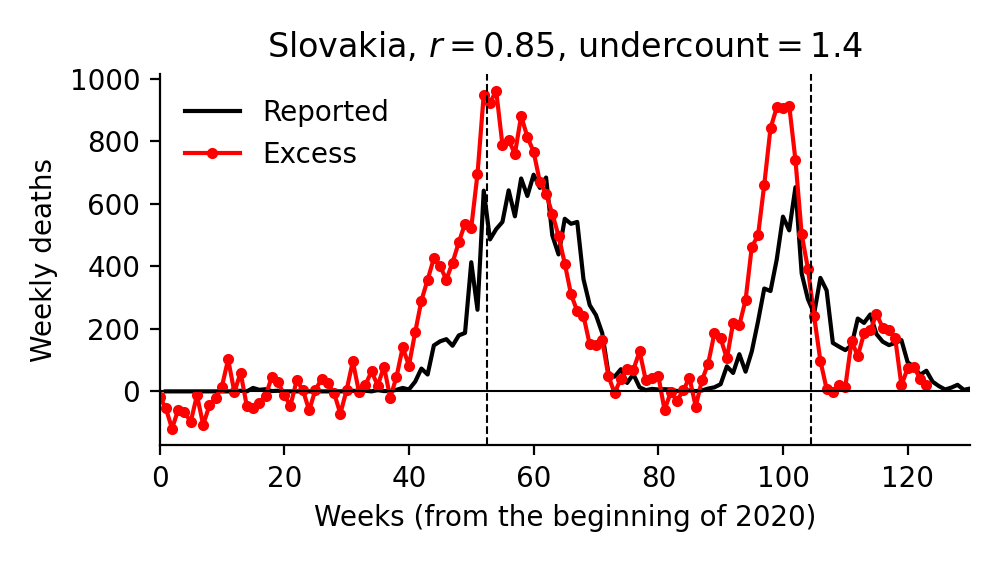 Slovakia, r = 0.85, undercount = 1.4
1000
800
600
400
200
0
Weekly deaths
Reported
Excess
0 20 40 60 80 100 120
Weeks (from the beginning of 2020)